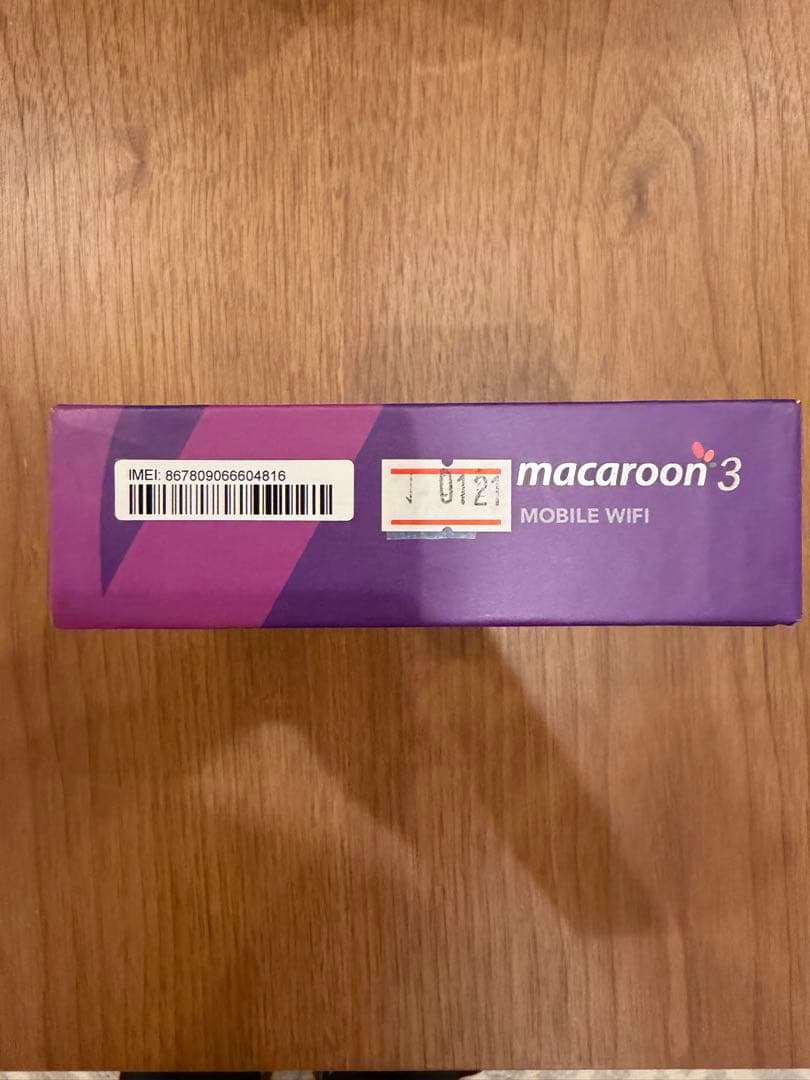 IMEI: 867809066604816
0121
macaroon 3
MOBILE WIFI